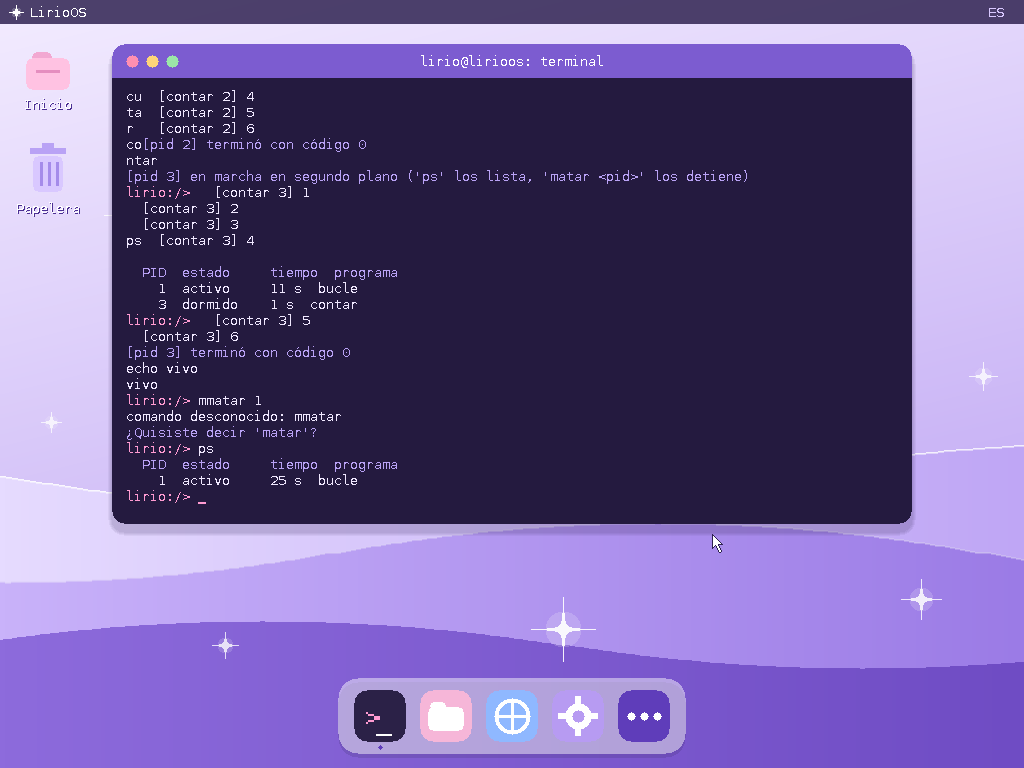 LirioOS
ES
Inicio
Papelera
lirio@lirioos: terminal
cu  [contar 2] 4
ta  [contar 2] 5
r   [contar 2] 6
co[pid 2] terminó con código 0
ntar
[pid 3] en marcha en segundo plano ('ps' los lista, 'matar <pid>' los detiene)
lirio:/>   [contar 3] 1
  [contar 3] 2
  [contar 3] 3
ps  [contar 3] 4
  PID  estado     tiempo  programa
    1  activo     11 s  bucle
    3  dormido    1 s  contar
lirio:/>   [contar 3] 5
  [contar 3] 6
[pid 3] terminó con código 0
echo vivo
vivo
lirio:/> mmatar 1
comando desconocido: mmatar
¿Quisiste decir 'matar'?
lirio:/> ps
  PID  estado     tiempo  programa
    1  activo     25 s  bucle
lirio:/> _